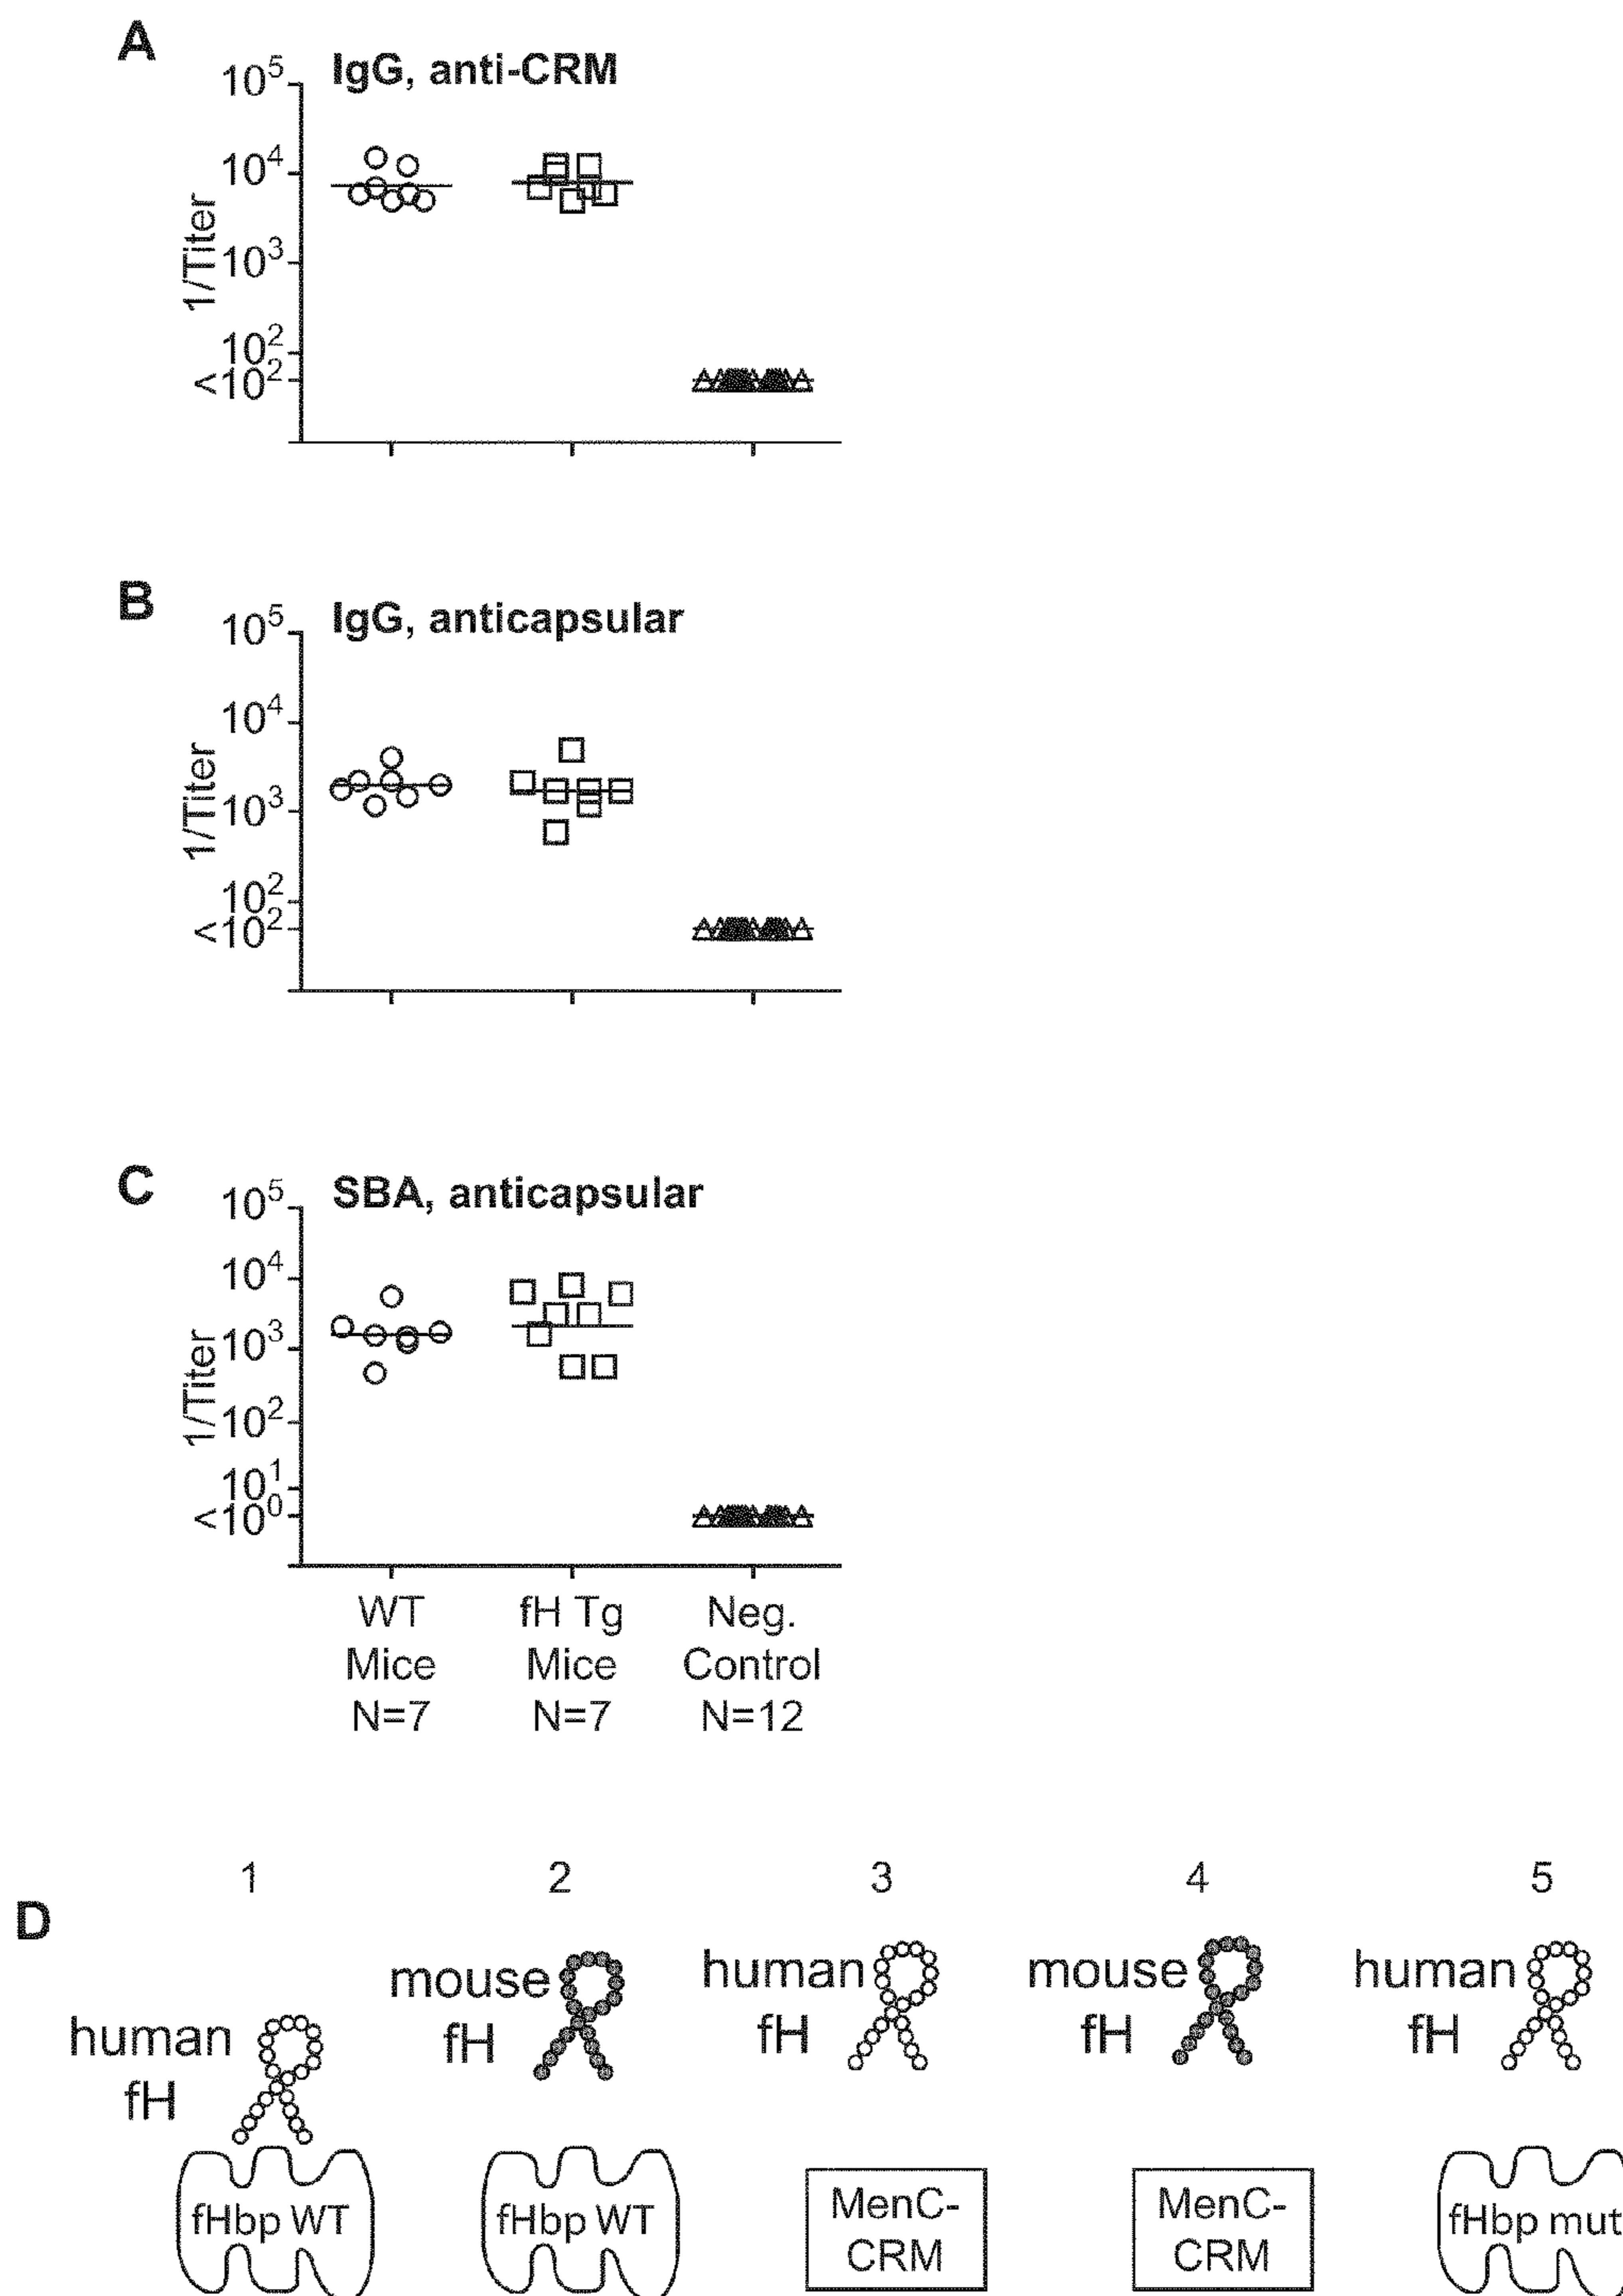 A
IgG, anti-CRM
10^5
10^4
10^3
10^2
<10^2
1/Titer
B
IgG, anticapsular
10^5
10^4
10^3
10^2
<10^2
1/Titer
C
SBA, anticapsular
10^5
10^4
10^3
10^2
10^1
<10^0
1/Titer
WT
Mice
N=7
fH Tg
Mice
N=7
Neg.
Control
N=12
D
1
human
fH
fHbp WT
2
mouse
fH
fHbp WT
3
human
fH
MenC-
CRM
4
mouse
fH
MenC-
CRM
5
human
fH
fHbp mut